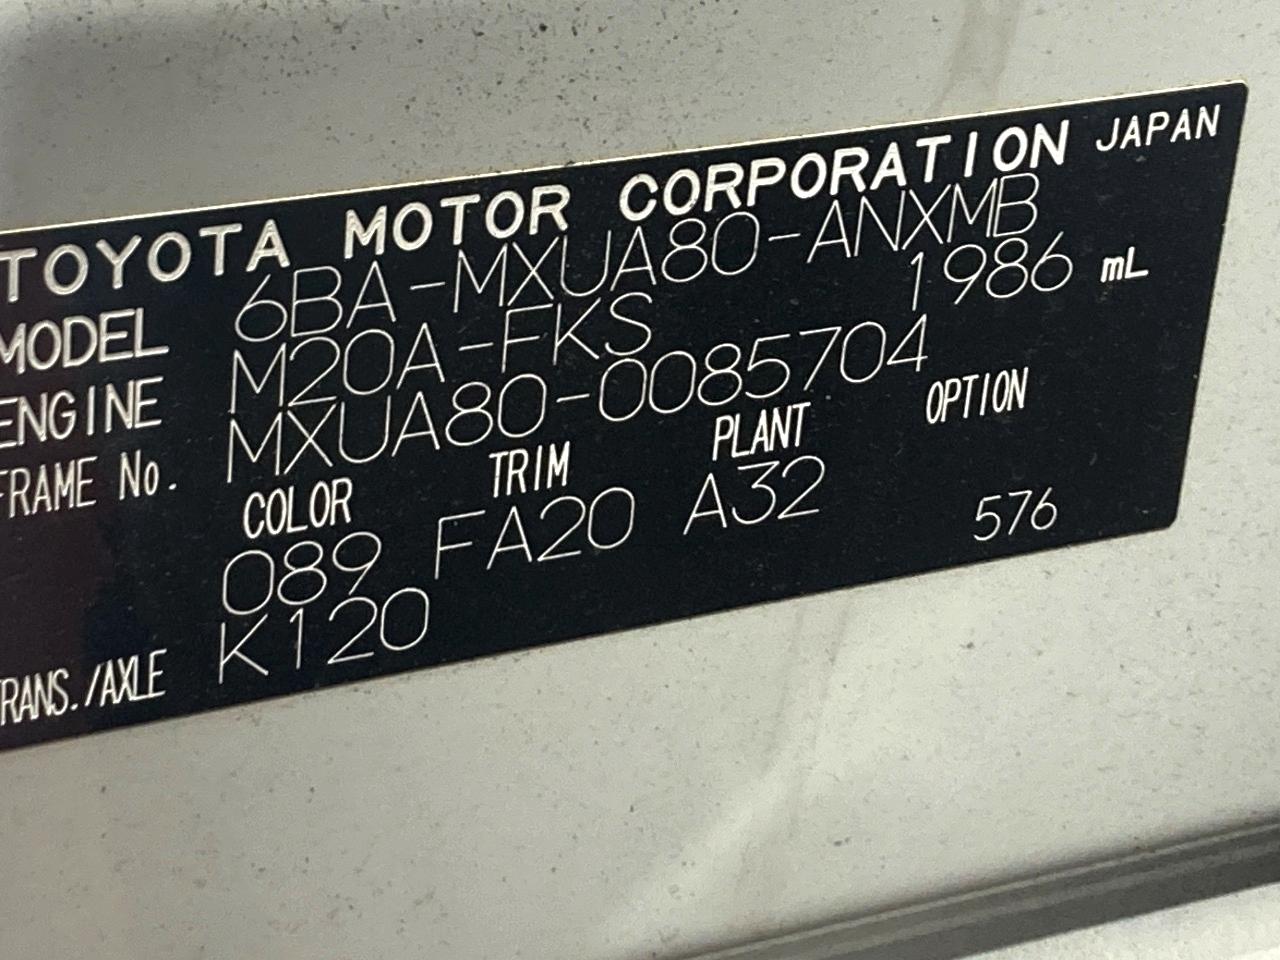 TOYOTA MOTOR CORPORATION JAPAN
MODEL 6BA-MXUA80-ANXMB
ENGINE M20A-FKS 1986 mL
FRAME No. MXUA80-0085704
COLOR TRIM PLANT OPTION
089 FA20 A32 576
TRANS./AXLE K120